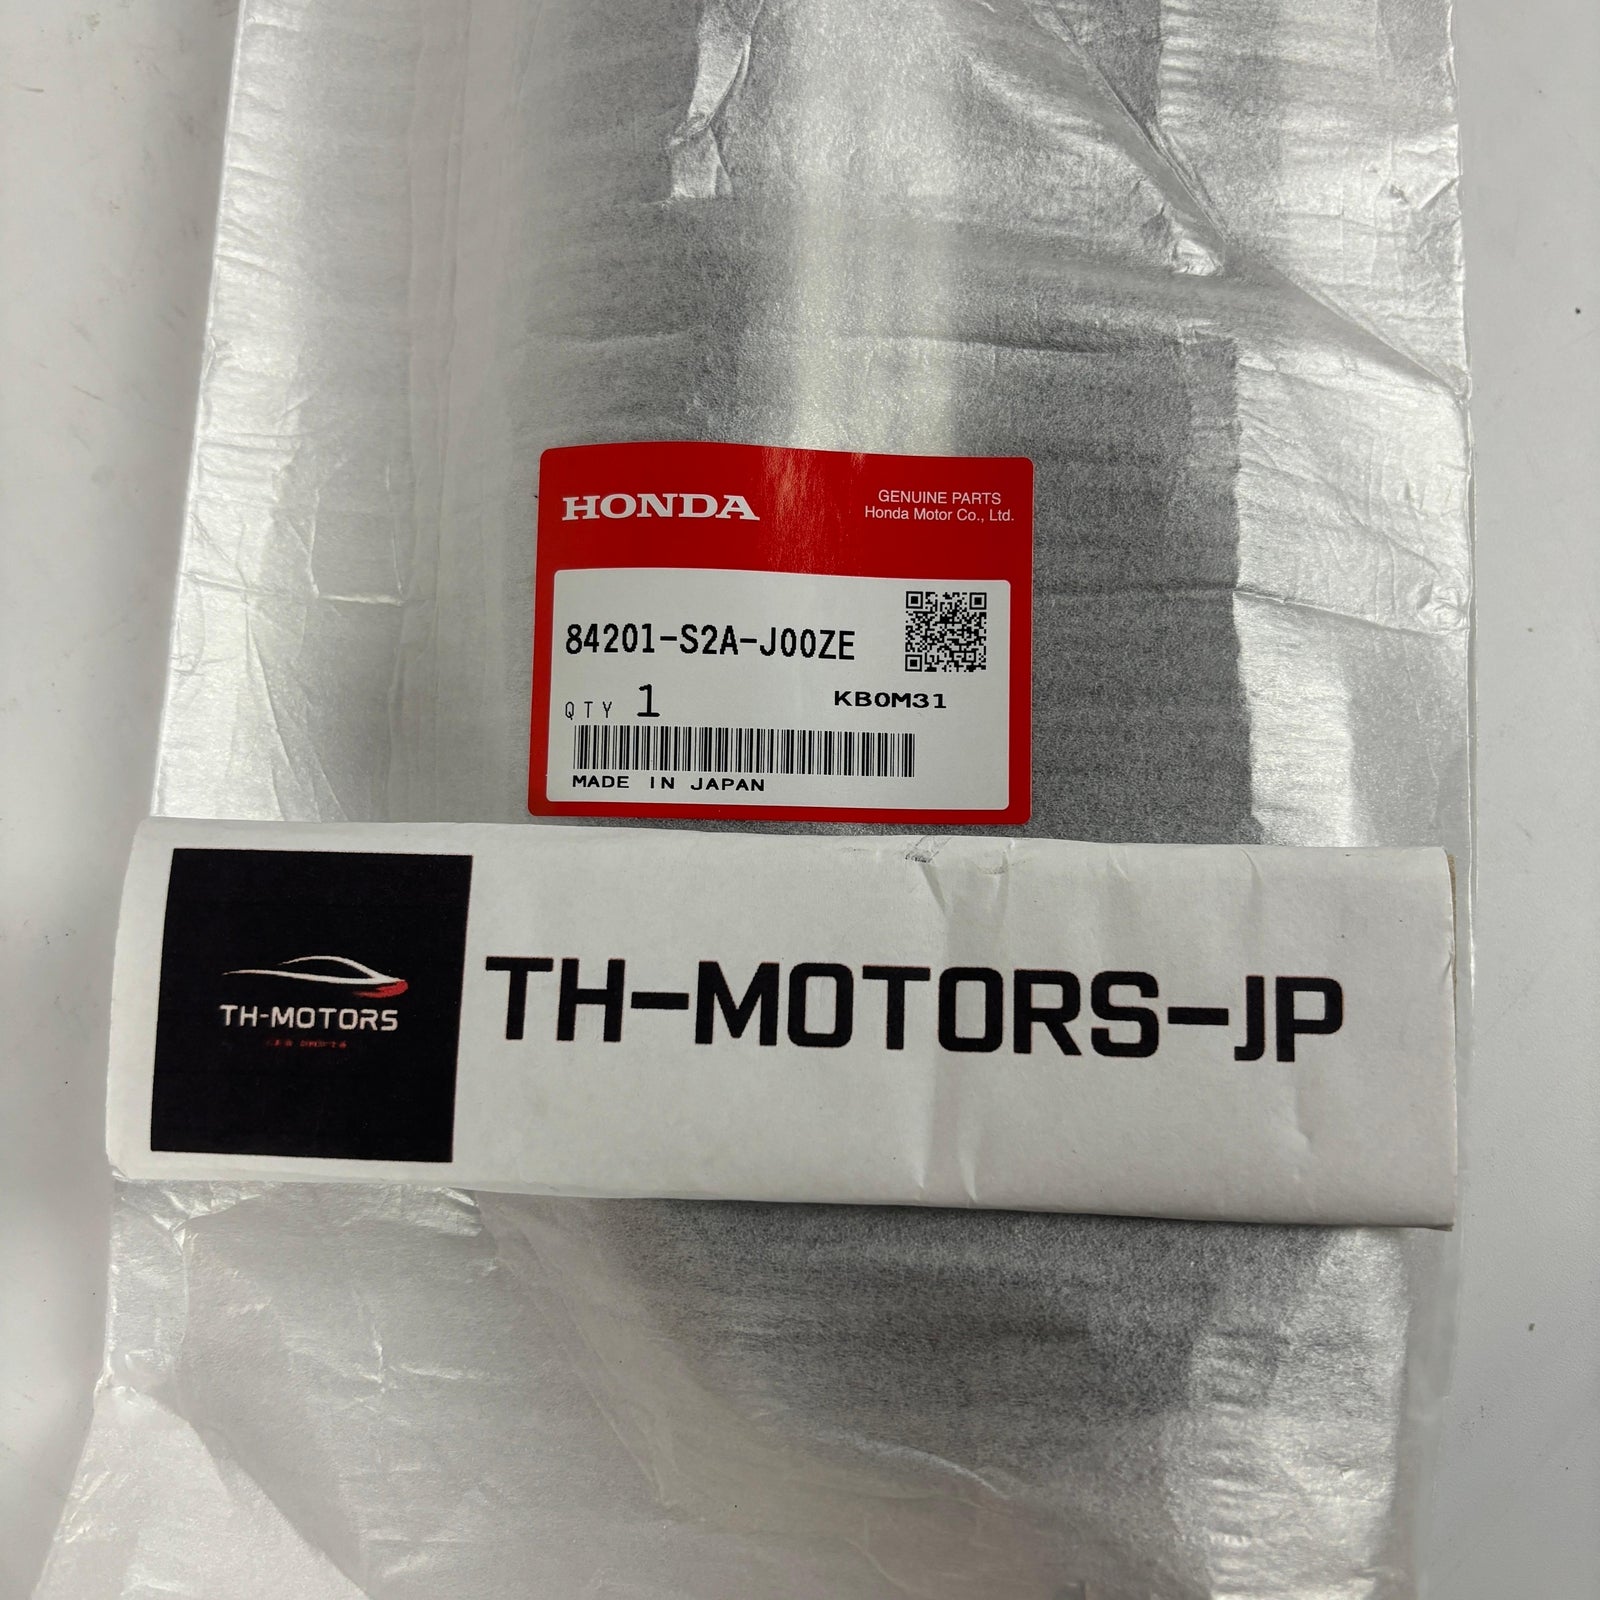 HONDA
GENUINE PARTS
Honda Motor Co., Ltd.
84201-S2A-J00ZE
QTY 1
KB0M31
MADE IN JAPAN
TH-MOTORS
TH-MOTORS-JP